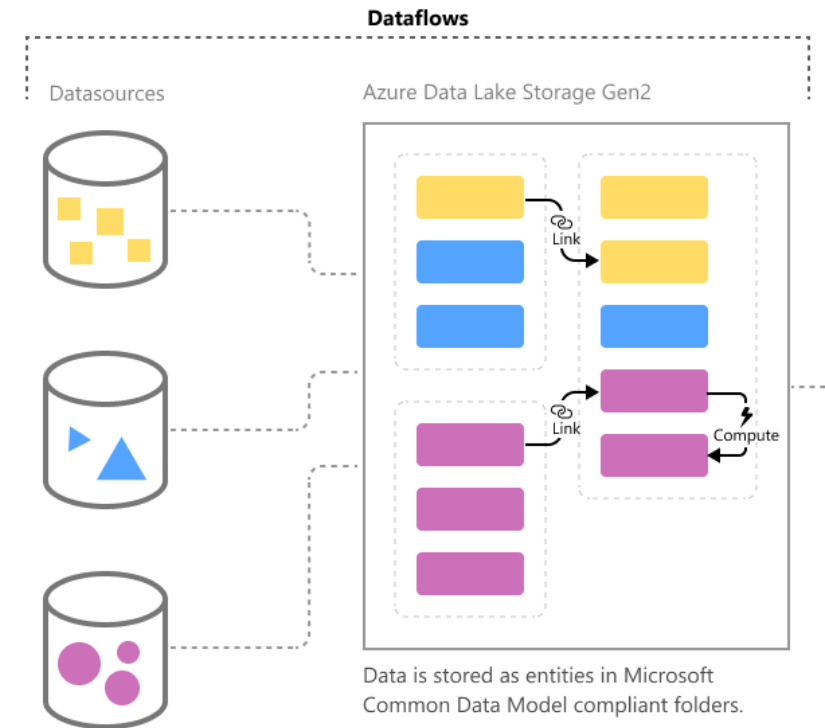 Dataflows
Datasources
Azure Data Lake Storage Gen2
Link
Link
Compute
Data is stored as entities in Microsoft
Common Data Model compliant folders.